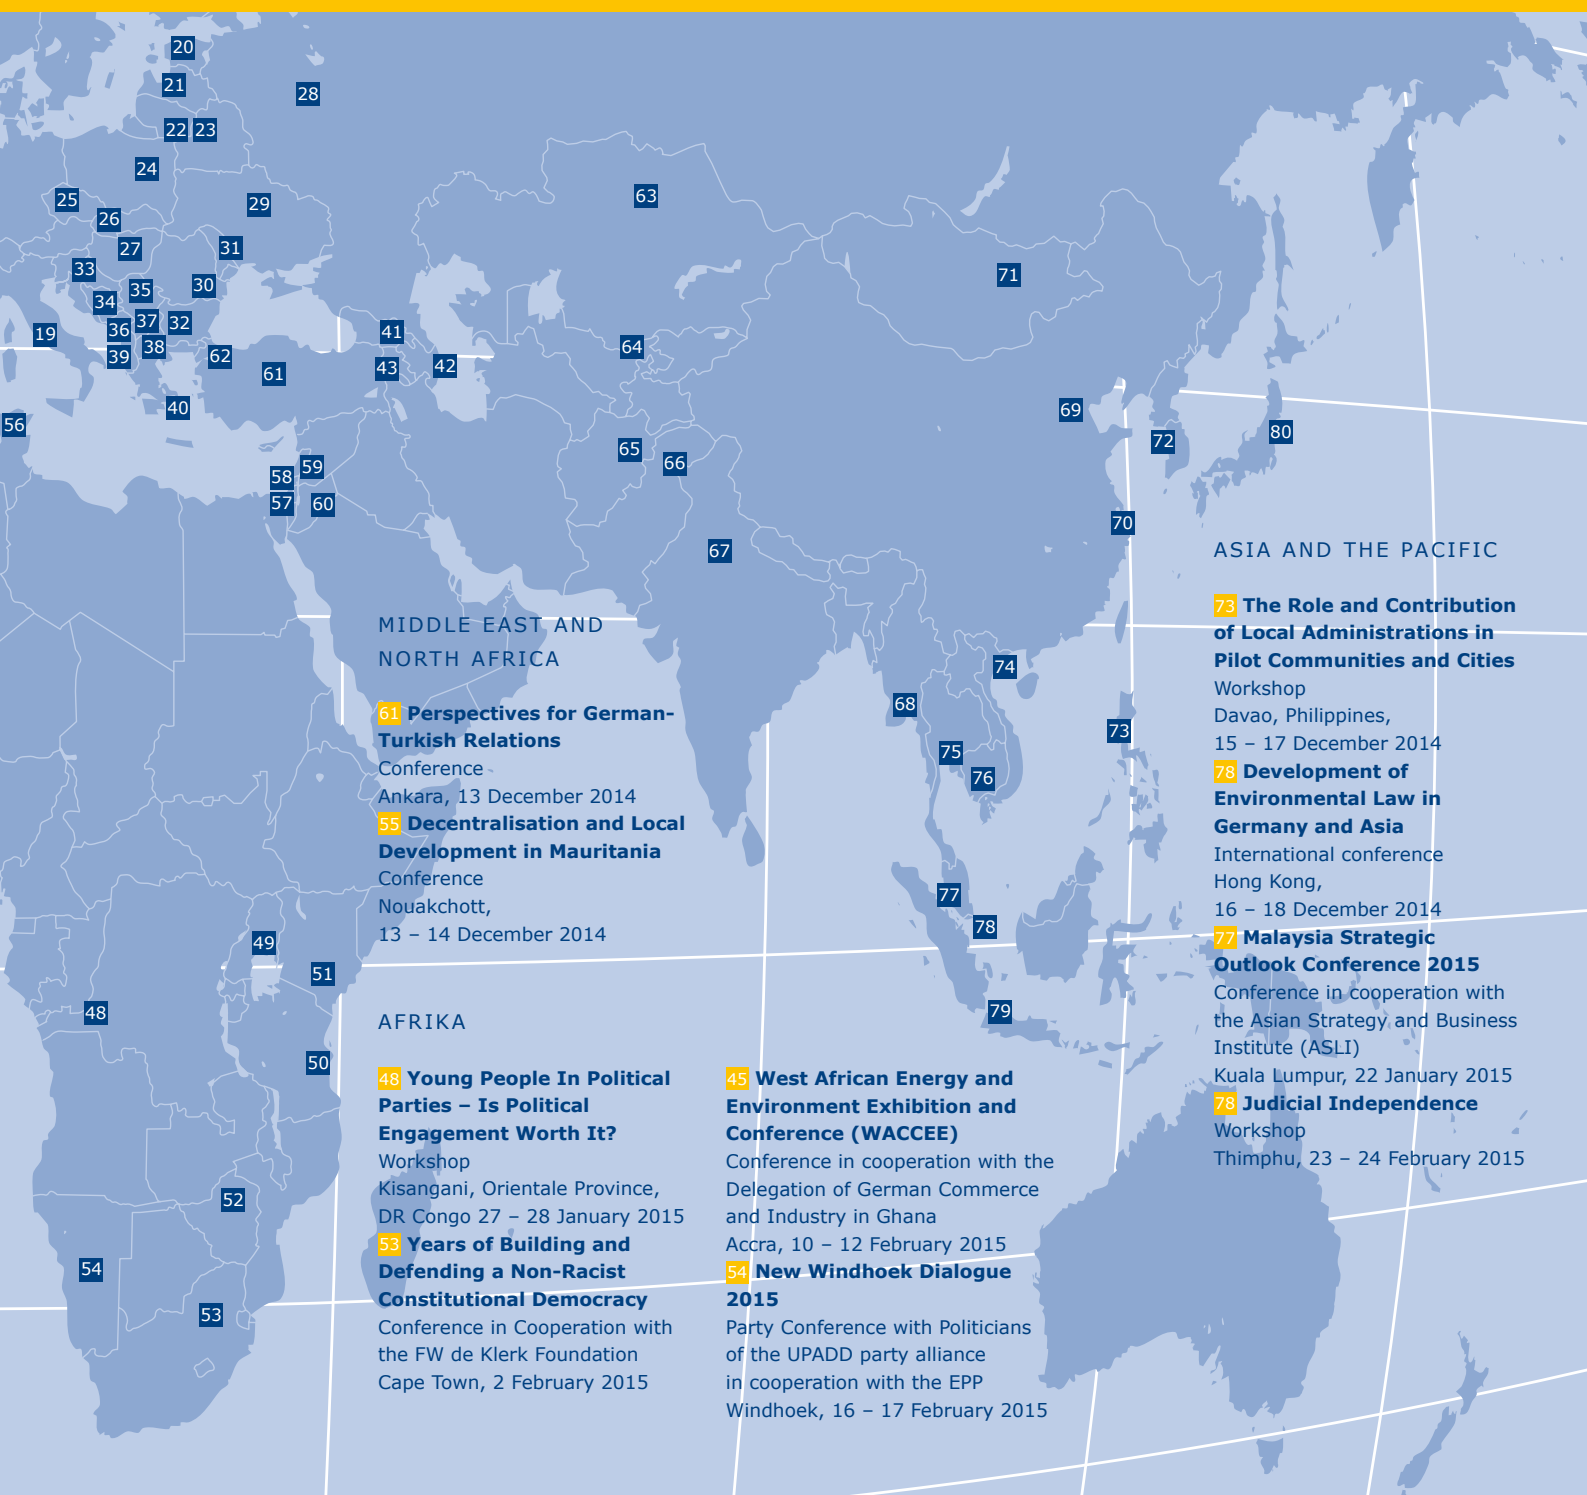 20
21
28
22 23
24
25
63
29
26
27
31
33
71
30
35
34
37
32
36
19
41
64
38
39
62
42
43
61
40
69
56
80
72
65
66
59
58
57
60
70
67
74
68
73
75
76
77
78
49
51
79
48
50
52
54
53
MIDDLE EAST AND
NORTH AFRICA
61 Perspectives for German-
Turkish Relations
Conference
Ankara, 13 December 2014
55 Decentralisation and Local
Development in Mauritania
Conference
Nouakchott,
13 – 14 December 2014
AFRIKA
48 Young People In Political
Parties – Is Political
Engagement Worth It?
Workshop
Kisangani, Orientale Province,
DR Congo 27 – 28 January 2015
53 Years of Building and
Defending a Non-Racist
Constitutional Democracy
Conference in Cooperation with
the FW de Klerk Foundation
Cape Town, 2 February 2015
45 West African Energy and
Environment Exhibition and
Conference (WACCEE)
Conference in cooperation with the
Delegation of German Commerce
and Industry in Ghana
Accra, 10 – 12 February 2015
54 New Windhoek Dialogue
2015
Party Conference with Politicians
of the UPADD party alliance
in cooperation with the EPP
Windhoek, 16 – 17 February 2015
ASIA AND THE PACIFIC
73 The Role and Contribution
of Local Administrations in
Pilot Communities and Cities
Workshop
Davao, Philippines,
15 – 17 December 2014
78 Development of
Environmental Law in
Germany and Asia
International conference
Hong Kong,
16 – 18 December 2014
77 Malaysia Strategic
Outlook Conference 2015
Conference in cooperation with
the Asian Strategy and Business
Institute (ASLI)
Kuala Lumpur, 22 January 2015
78 Judicial Independence
Workshop
Thimphu, 23 – 24 February 2015